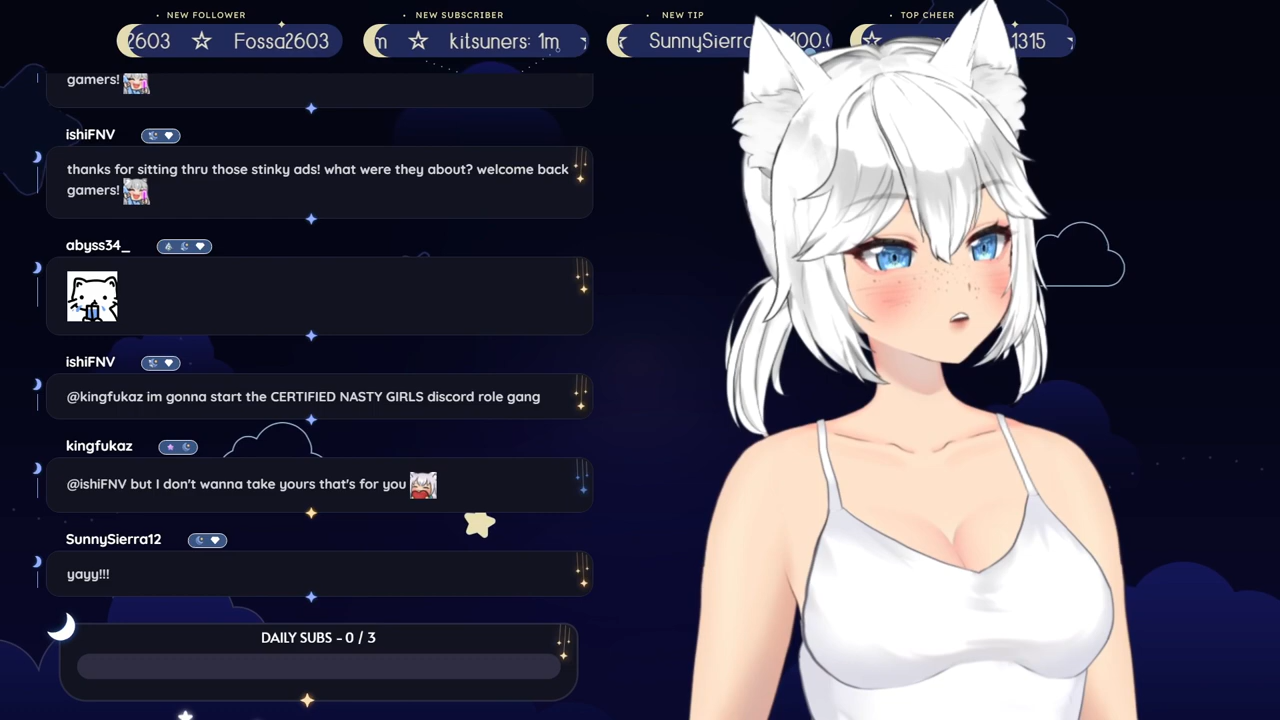 NEW FOLLOWER
NEW SUBSCRIBER
NEW TIP
TOP CHEER
2603 ☆ Fossa2603
m ☆ kitsuners: 1m
SunnySierra
100.0
1315
gamers!
ishiFNV
thanks for sitting thru those stinky ads! what were they about? welcome back
gamers!
abyss34_
ishiFNV
@kingfukaz im gonna start the CERTIFIED NASTY GIRLS discord role gang
kingfukaz
@ishiFNV but I don't wanna take yours that's for you
SunnySierra12
yayy!!!
DAILY SUBS - 0 / 3